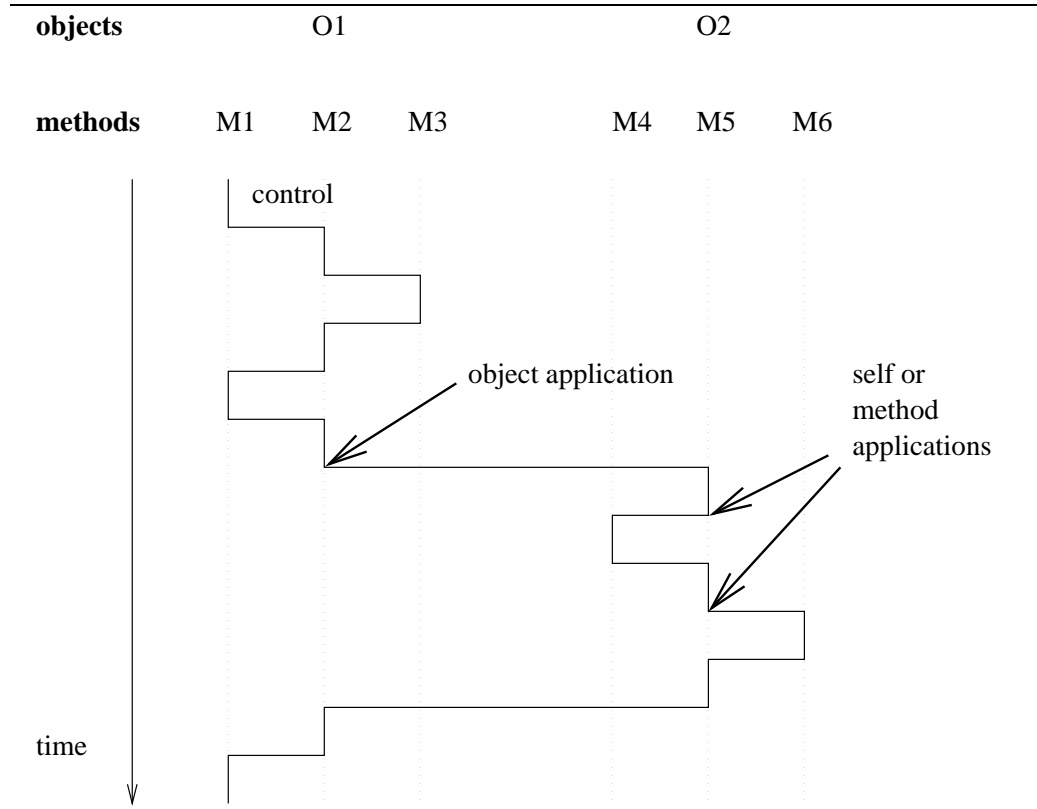 objects O1 O2
methods M1 M2 M3 M4 M5 M6
control
object application
self or
method
applications
time